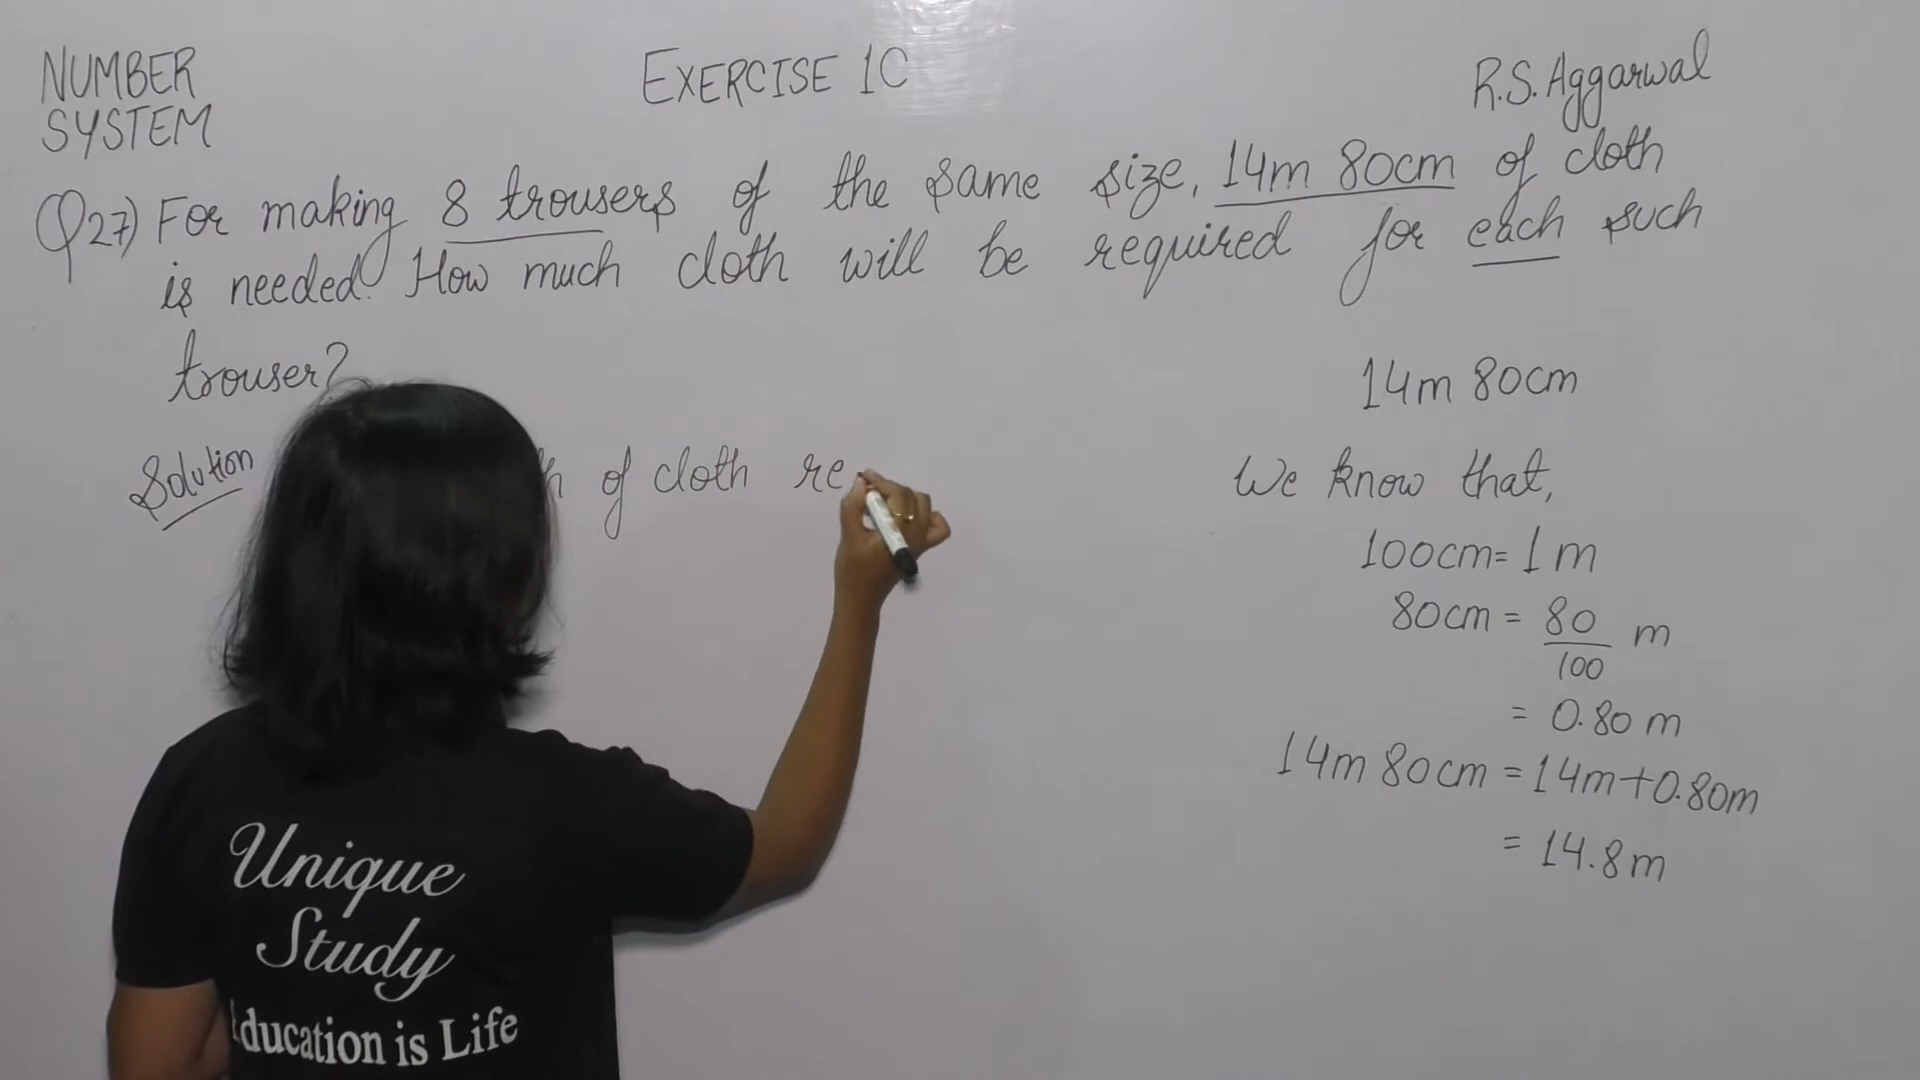 NUMBER
SYSTEM
EXERCISE 1C
R.S. Aggarwal
Q27) For making 8 trousers of the same size, 14m 80cm of cloth
is needed. How much cloth will be required for each such
trouser?
Solution
of cloth re
14m 80cm
We know that,
100cm = 1m
80cm = 80/100 m
= 0.80 m
14m 80cm = 14m + 0.80m
= 14.8m
Unique
Study
Education is Life